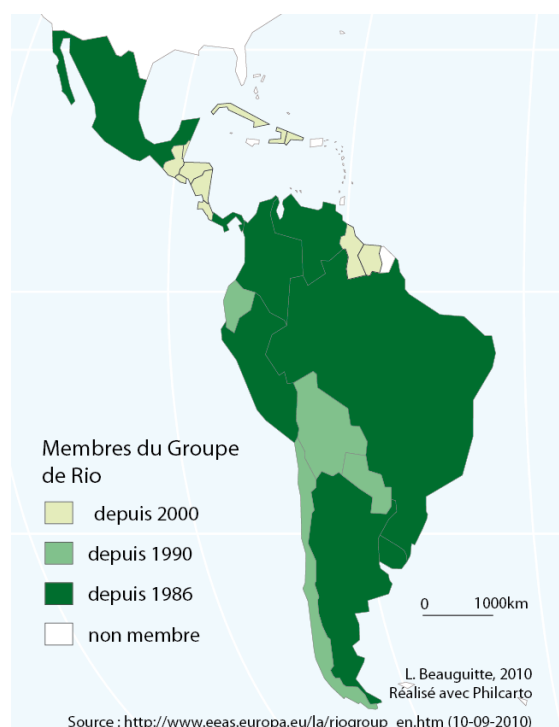 Membres du Groupe
de Rio
depuis 2000
depuis 1990
depuis 1986
non membre
0 1000km
L. Beauguitte, 2010
Réalisé avec Philcarto
Source : http://www.eeas.europa.eu/la/riogroup_en.htm (10-09-2010)